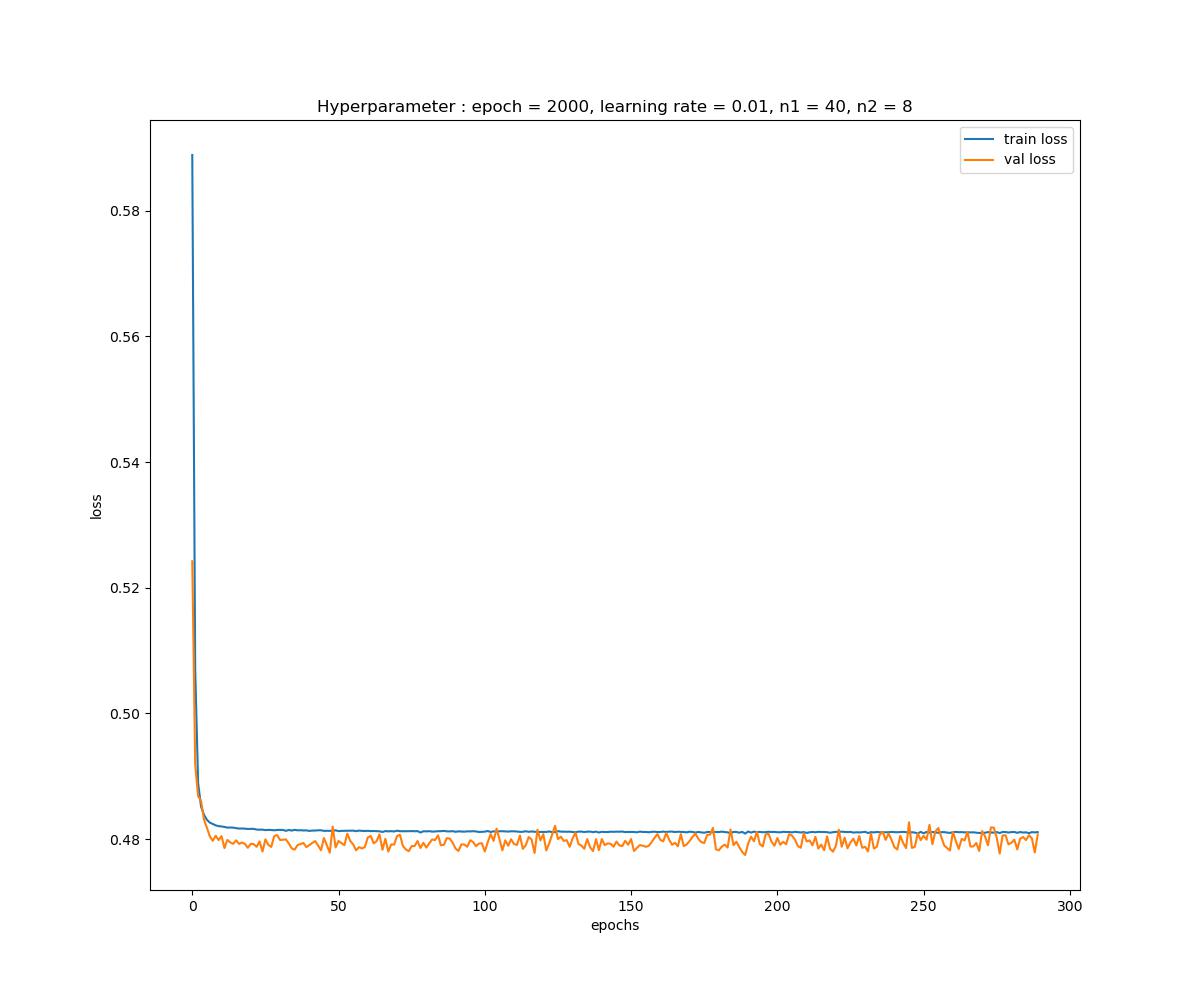 Hyperparameter : epoch = 2000, learning rate = 0.01, n1 = 40, n2 = 8
train loss
val loss
0.58
0.56
0.54
0.52
0.50
0.48
loss
0 50 100 150 200 250 300
epochs